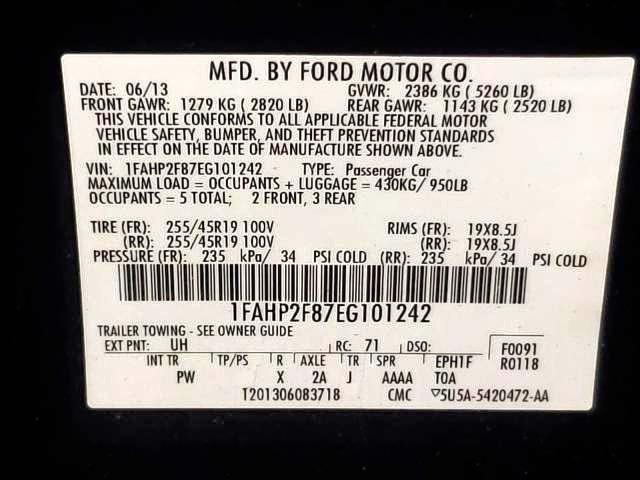 MFD. BY FORD MOTOR CO.
DATE: 06/13 GVWR: 2386 KG ( 5260 LB)
FRONT GAWR: 1279 KG ( 2820 LB) REAR GAWR: 1143 KG ( 2520 LB)
THIS VEHICLE CONFORMS TO ALL APPLICABLE FEDERAL MOTOR
VEHICLE SAFETY, BUMPER, AND THEFT PREVENTION STANDARDS
IN EFFECT ON THE DATE OF MANUFACTURE SHOWN ABOVE.
VIN: 1FAHP2F87EG101242 TYPE: Passenger Car
MAXIMUM LOAD = OCCUPANTS + LUGGAGE = 430KG/ 950LB
OCCUPANTS = 5 TOTAL; 2 FRONT, 3 REAR
TIRE (FR): 255/45R19 100V RIMS (FR): 19X8.5J
(RR): 255/45R19 100V (RR): 19X8.5J
PRESSURE (FR): 235 kPa/ 34 PSI COLD (RR): 235 kPa/ 34 PSI COLD
1FAHP2F87EG101242
TRAILER TOWING - SEE OWNER GUIDE
EXT PNT: UH RC: 71 DSO: F0091
R0118
INT TR TP/PS R AXLE TR SPR EPH1F
PW X 2A J AAAA T0A
T201306083718 CMC ▽5U5A-5420472-AA